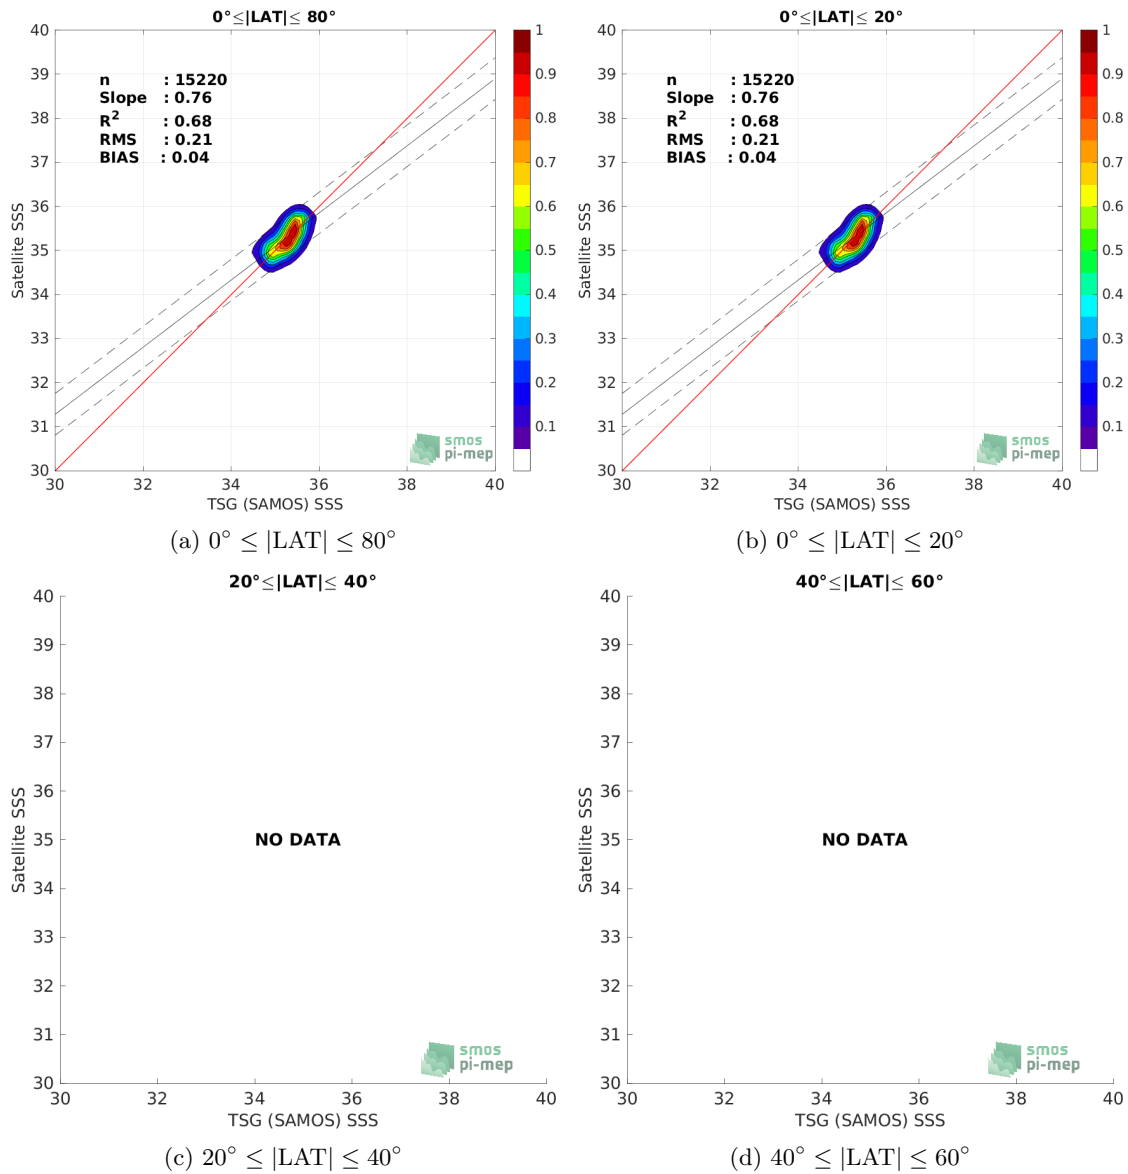 0°≤|LAT|≤ 80°
40
39
38
37
36
35
34
33
32
31
30
Satellite SSS
n : 15220
Slope : 0.76
R² : 0.68
RMS : 0.21
BIAS : 0.04
smos
pi-mep
30 32 34 36 38 40
TSG (SAMOS) SSS
1
0.9
0.8
0.7
0.6
0.5
0.4
0.3
0.2
0.1
(a) 0° ≤ |LAT| ≤ 80°
0°≤|LAT|≤ 20°
40
39
38
37
36
35
34
33
32
31
30
Satellite SSS
n : 15220
Slope : 0.76
R² : 0.68
RMS : 0.21
BIAS : 0.04
smos
pi-mep
30 32 34 36 38 40
TSG (SAMOS) SSS
1
0.9
0.8
0.7
0.6
0.5
0.4
0.3
0.2
0.1
(b) 0° ≤ |LAT| ≤ 20°
20°≤|LAT|≤ 40°
40
39
38
37
36
35
34
33
32
31
30
Satellite SSS
NO DATA
smos
pi-mep
30 32 34 36 38 40
TSG (SAMOS) SSS
(c) 20° ≤ |LAT| ≤ 40°
40°≤|LAT|≤ 60°
40
39
38
37
36
35
34
33
32
31
30
Satellite SSS
NO DATA
smos
pi-mep
30 32 34 36 38 40
TSG (SAMOS) SSS
(d) 40° ≤ |LAT| ≤ 60°